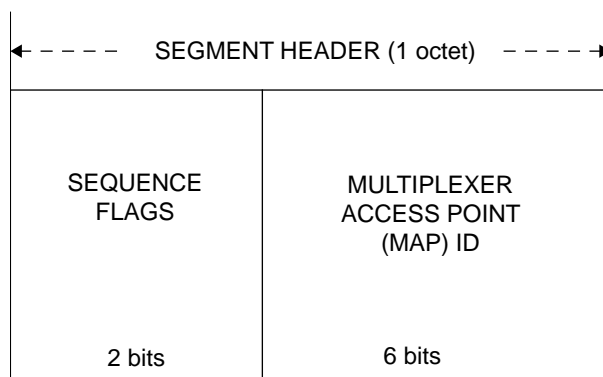 SEGMENT HEADER (1 octet)
SEQUENCE
FLAGS
MULTIPLEXER
ACCESS POINT
(MAP) ID
2 bits
6 bits